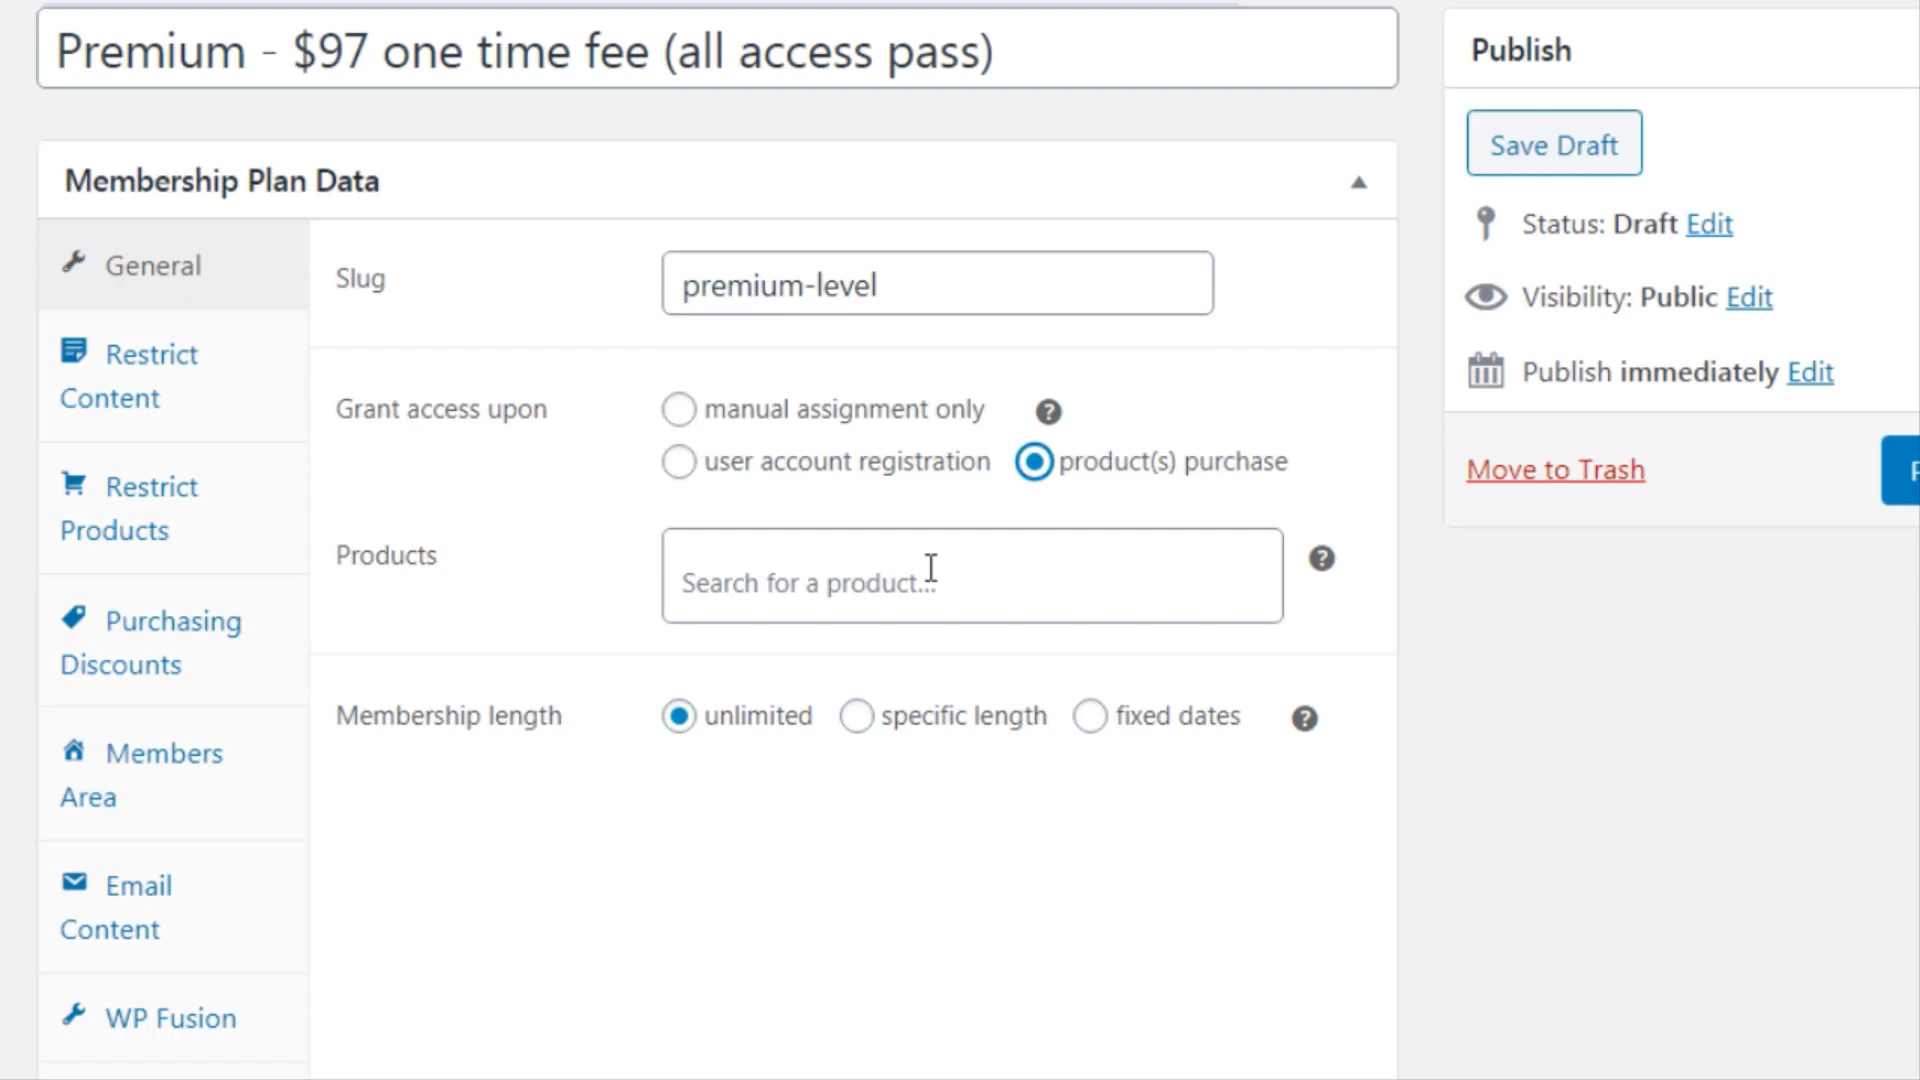 Premium - $97 one time fee (all access pass)
Publish
Save Draft
Membership Plan Data
Status: Draft Edit
General
Slug
premium-level
Visibility: Public Edit
Restrict
Content
Publish immediately Edit
Grant access upon
manual assignment only
user account registration
product(s) purchase
Move to Trash
Restrict
Products
Products
Search for a product...
Purchasing
Discounts
Membership length
unlimited
specific length
fixed dates
Members
Area
Email
Content
WP Fusion